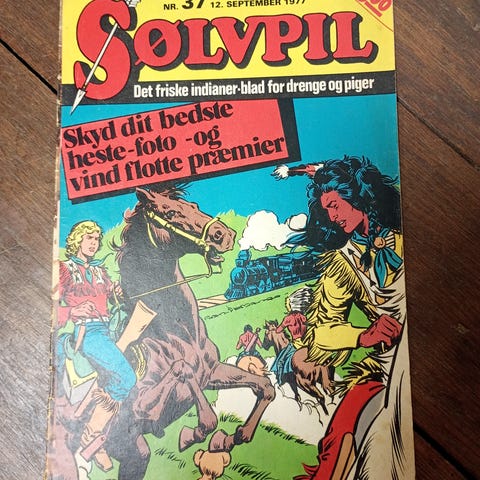 NR. 37 12. SEPTEMBER 1977
SØLVPIL
Det friske indianer-blad for drenge og piger
Skyd dit bedste
heste-foto -og
vind flotte præmier